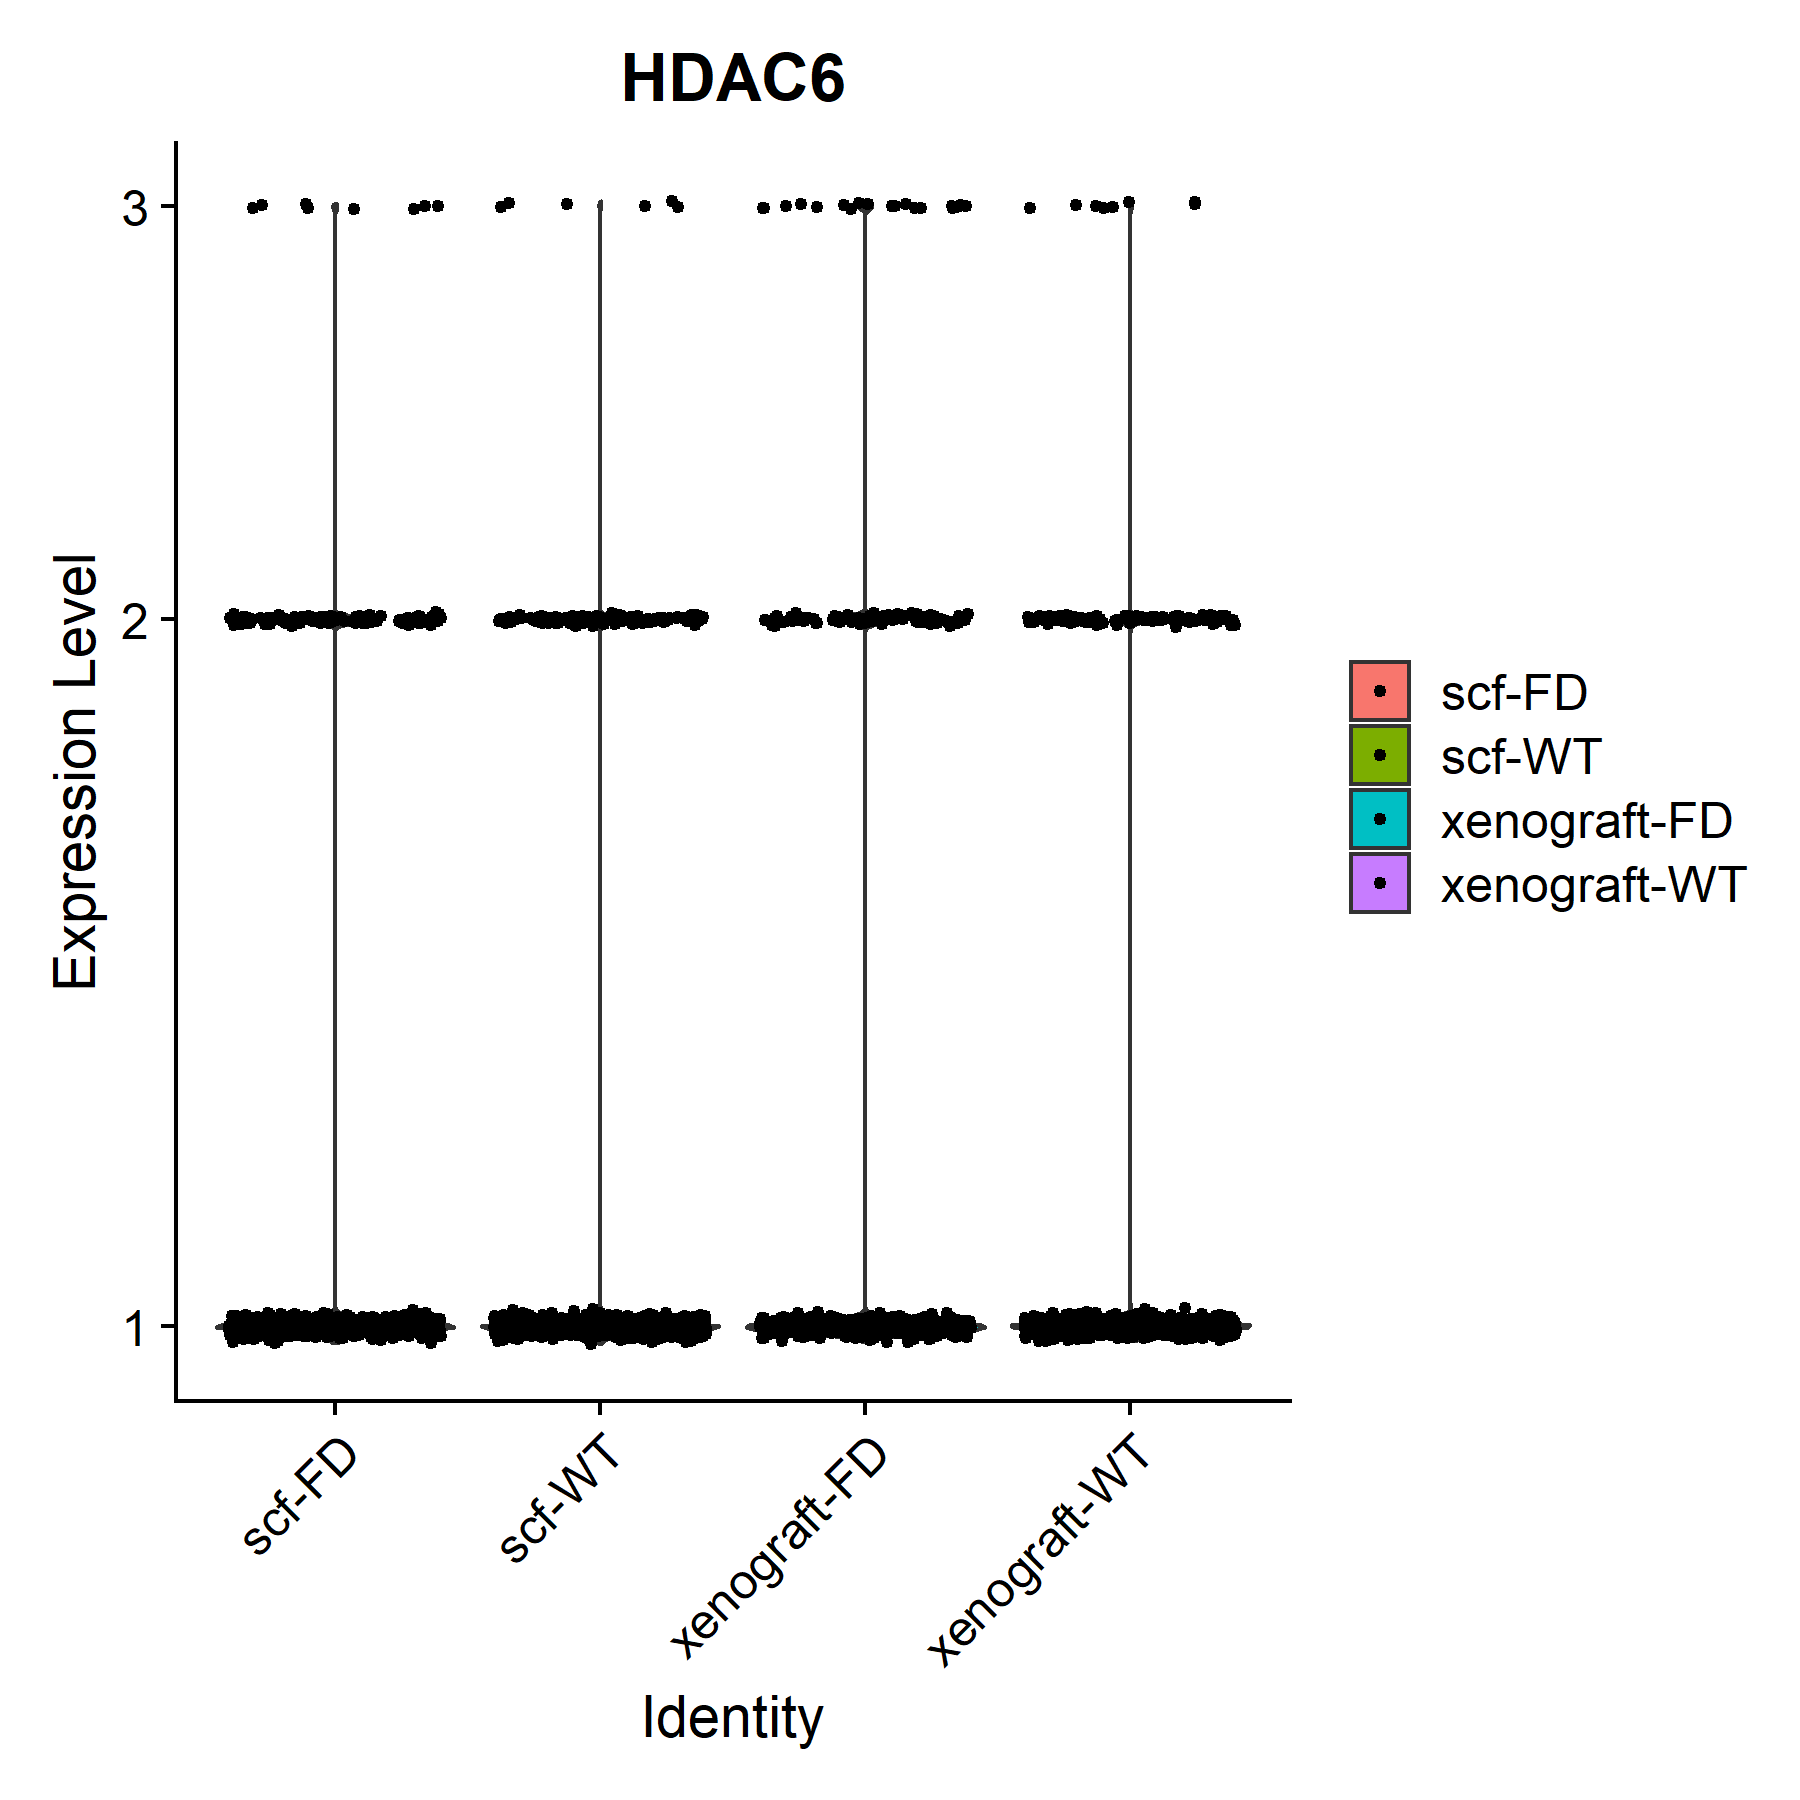 HDAC6
Expression Level
3
2
1
scf-FD
scf-WT
xenograft-FD
xenograft-WT
Identity
scf-FD
scf-WT
xenograft-FD
xenograft-WT